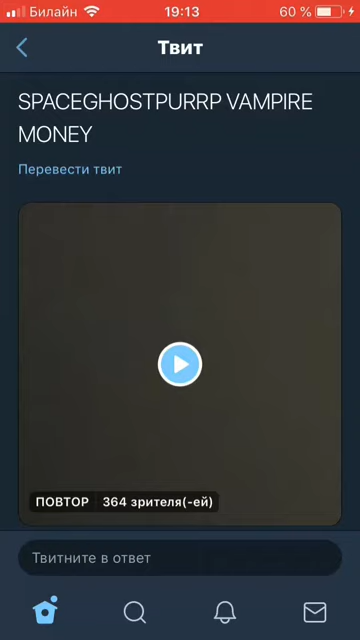 Билайн 19:13 60 %
Твит
SPACEGHOSTPURRP VAMPIRE
MONEY
Перевести твит
ПОВТОР 364 зрителя(-ей)
Твитните в ответ